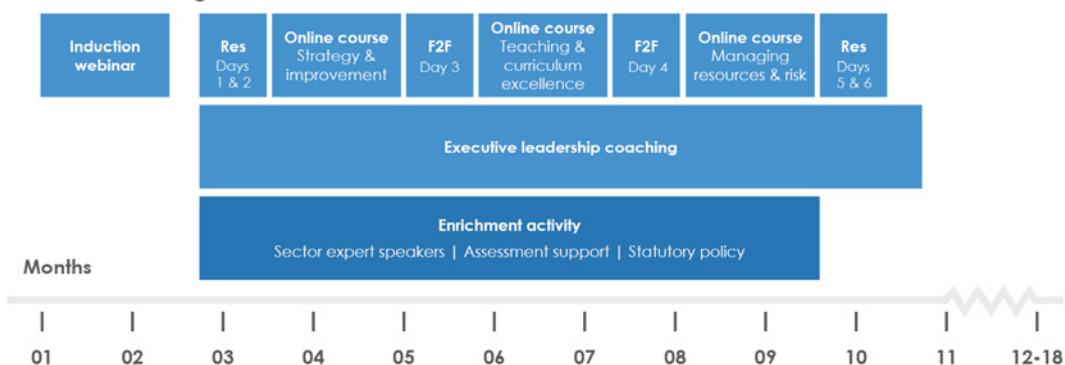 Induction
webinar
Res
Days
1 & 2
Online course
Strategy &
improvement
F2F
Day 3
Online course
Teaching &
curriculum
excellence
F2F
Day 4
Online course
Managing
resources & risk
Res
Days
5 & 6
Executive leadership coaching
Enrichment activity
Sector expert speakers | Assessment support | Statutory policy
Months
01 02 03 04 05 06 07 08 09 10 11 12-18